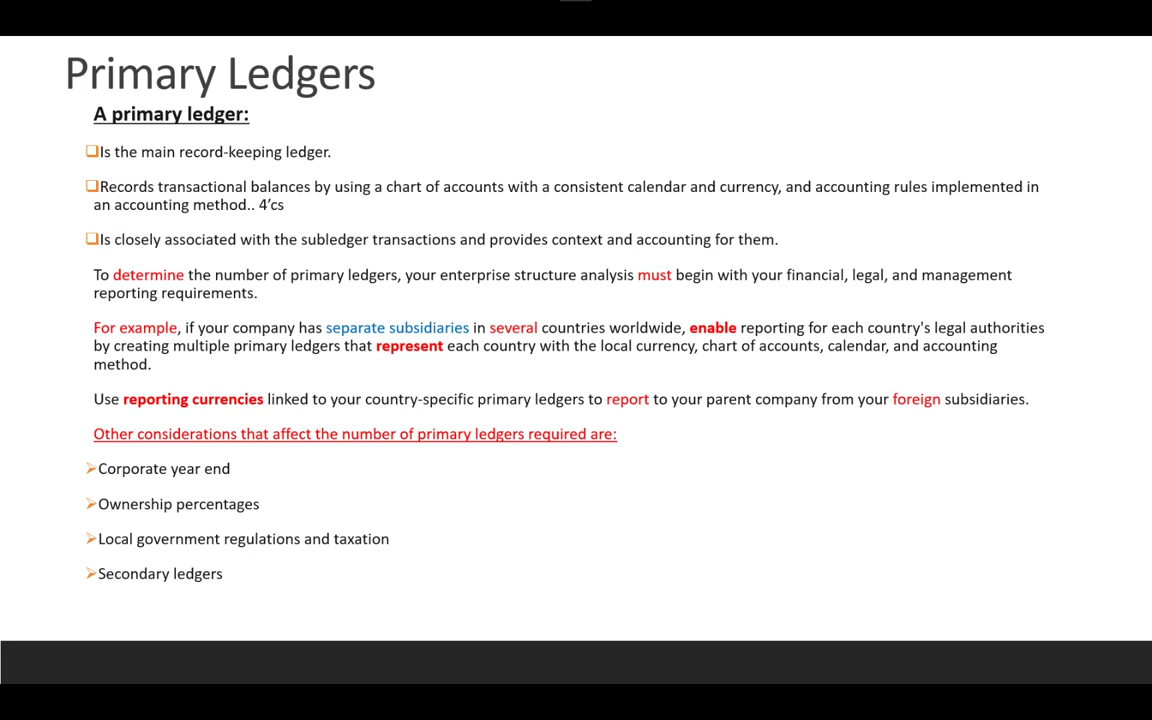 Primary Ledgers
A primary ledger:
Is the main record-keeping ledger.
Records transactional balances by using a chart of accounts with a consistent calendar and currency, and accounting rules implemented in
an accounting method.. 4’cs
Is closely associated with the subledger transactions and provides context and accounting for them.
To determine the number of primary ledgers, your enterprise structure analysis must begin with your financial, legal, and management
reporting requirements.
For example, if your company has separate subsidiaries in several countries worldwide, enable reporting for each country's legal authorities
by creating multiple primary ledgers that represent each country with the local currency, chart of accounts, calendar, and accounting
method.
Use reporting currencies linked to your country-specific primary ledgers to report to your parent company from your foreign subsidiaries.
Other considerations that affect the number of primary ledgers required are:
Corporate year end
Ownership percentages
Local government regulations and taxation
Secondary ledgers